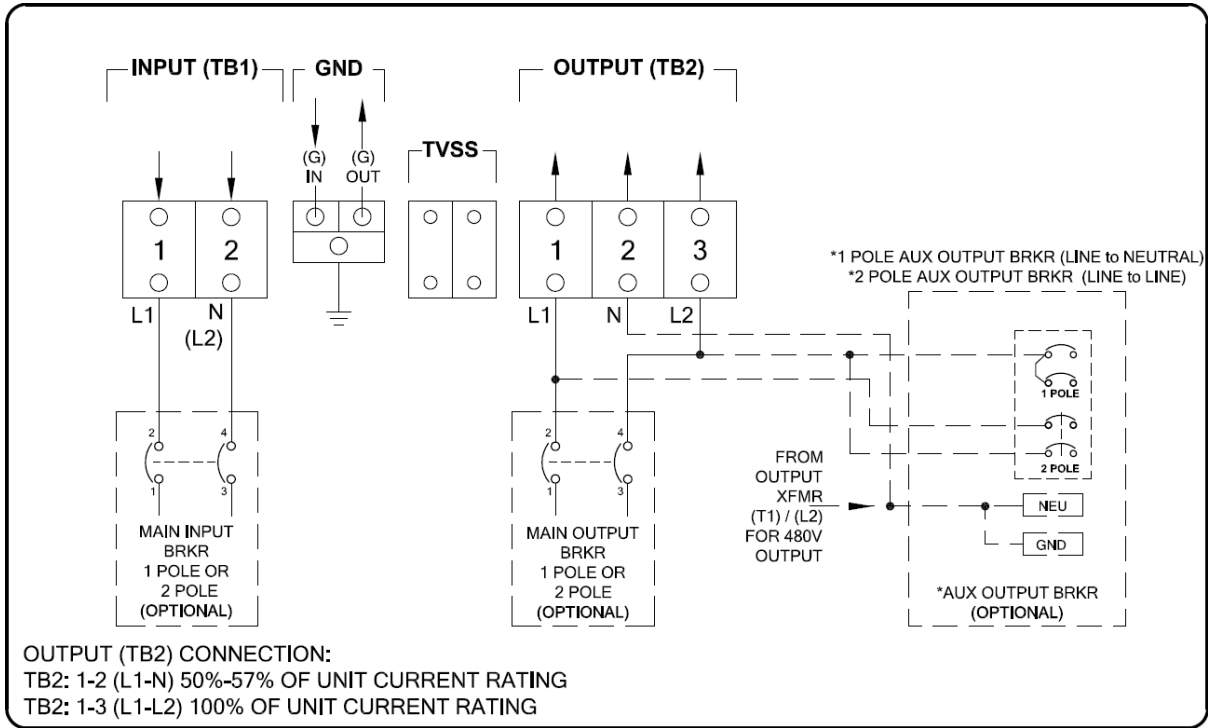 INPUT (TB1)
GND
OUTPUT (TB2)
TVSS
(G)
IN
(G)
OUT
1
2
1
2
3
L1
N
(L2)
L1
N
L2
*1 POLE AUX OUTPUT BRKR (LINE to NEUTRAL)
*2 POLE AUX OUTPUT BRKR (LINE to LINE)
1 POLE
2 POLE
2
4
1
3
MAIN INPUT
BRKR
1 POLE OR
2 POLE
(OPTIONAL)
2
4
1
3
MAIN OUTPUT
BRKR
1 POLE OR
2 POLE
(OPTIONAL)
FROM
OUTPUT
XFMR
(T1) / (L2)
FOR 480V
OUTPUT
NEU
GND
*AUX OUTPUT BRKR
(OPTIONAL)
OUTPUT (TB2) CONNECTION:
TB2: 1-2 (L1-N) 50%-57% OF UNIT CURRENT RATING
TB2: 1-3 (L1-L2) 100% OF UNIT CURRENT RATING